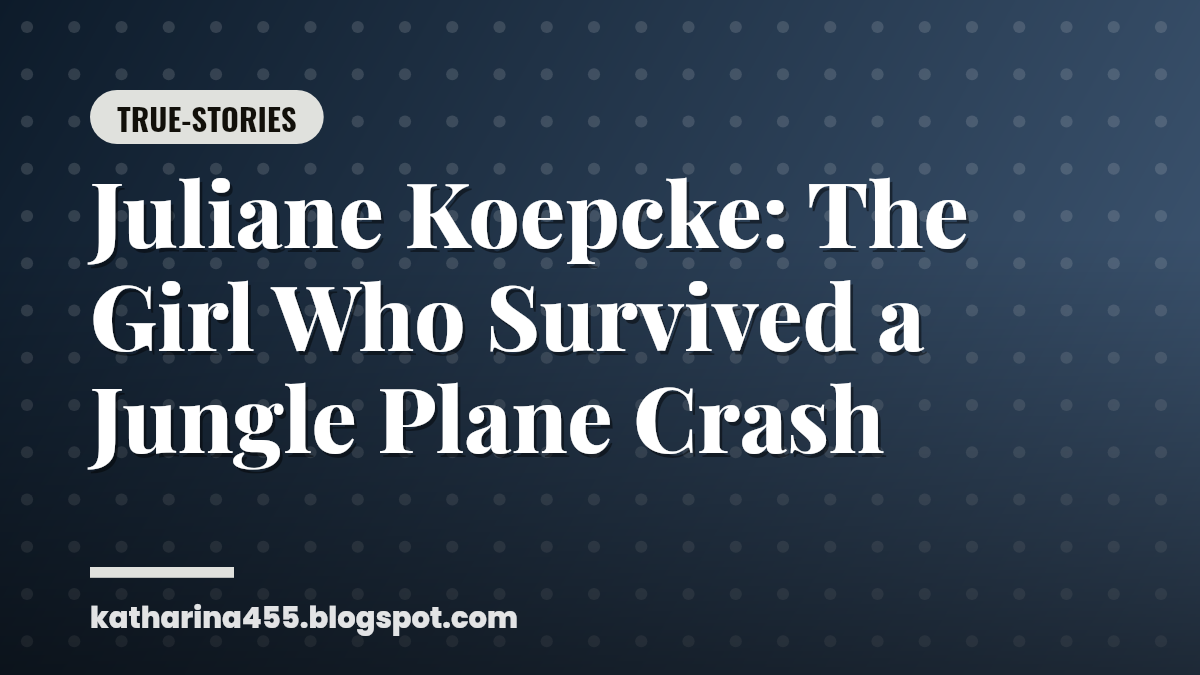 TRUE-STORIES
Juliane Koepcke: The
Girl Who Survived a
Jungle Plane Crash
katharina455.blogspot.com